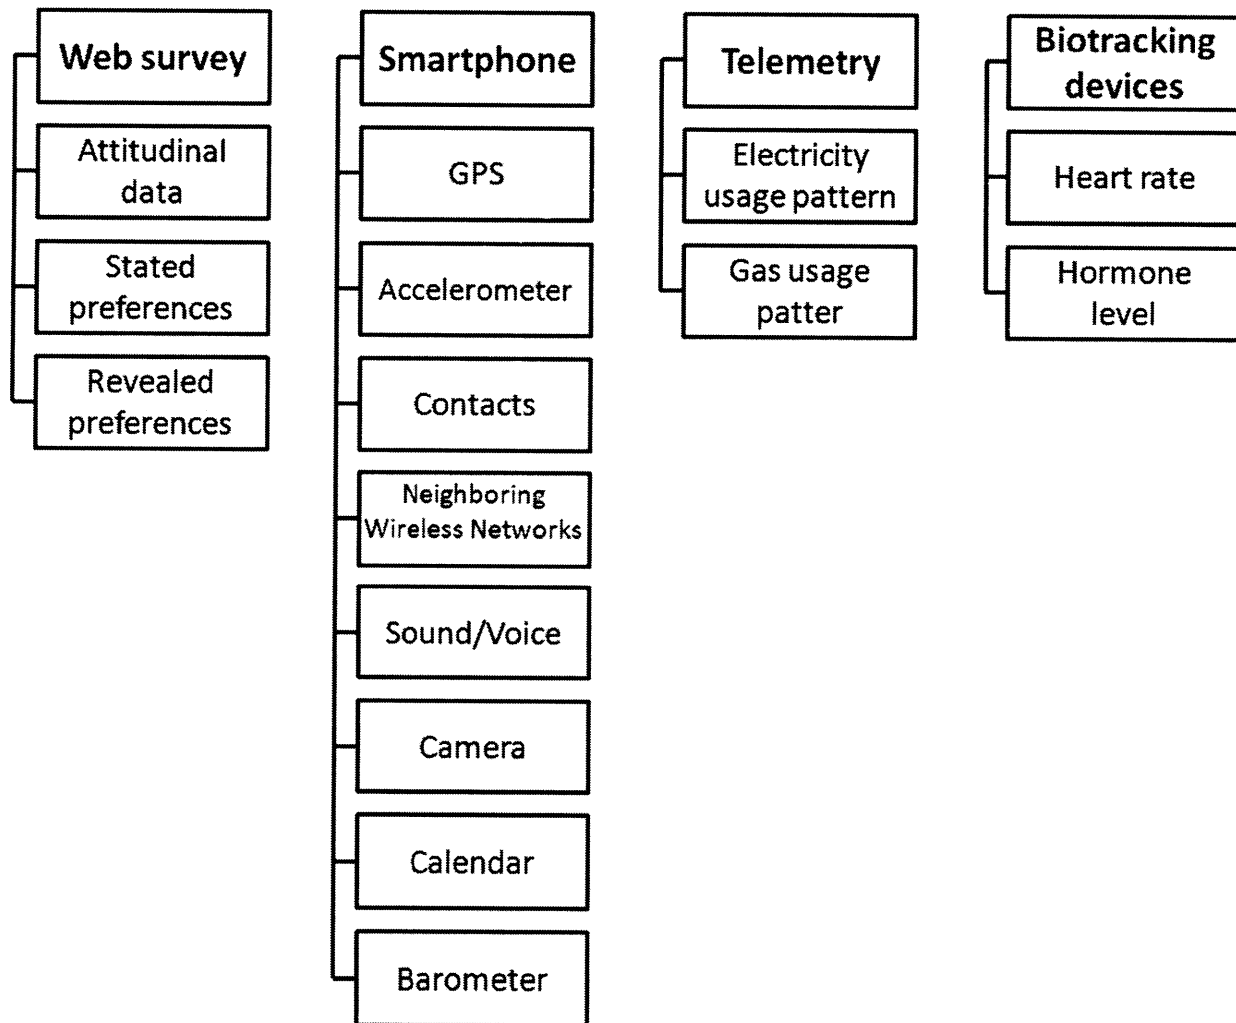 Web survey
Attitudinal
data
Stated
preferences
Revealed
preferences
Smartphone
GPS
Accelerometer
Contacts
Neighboring
Wireless Networks
Sound/Voice
Camera
Calendar
Barometer
Telemetry
Electricity
usage pattern
Gas usage
patter
Biotracking
devices
Heart rate
Hormone
level